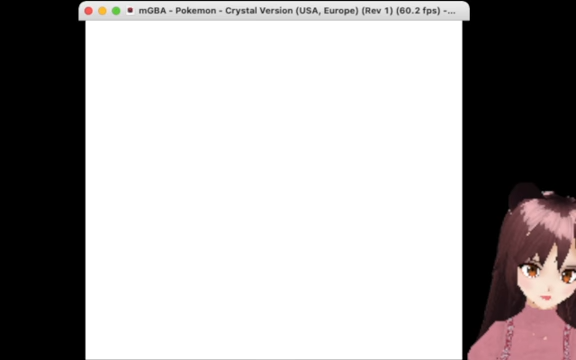 mGBA - Pokemon - Crystal Version (USA, Europe) (Rev 1) (60.2 fps) -...